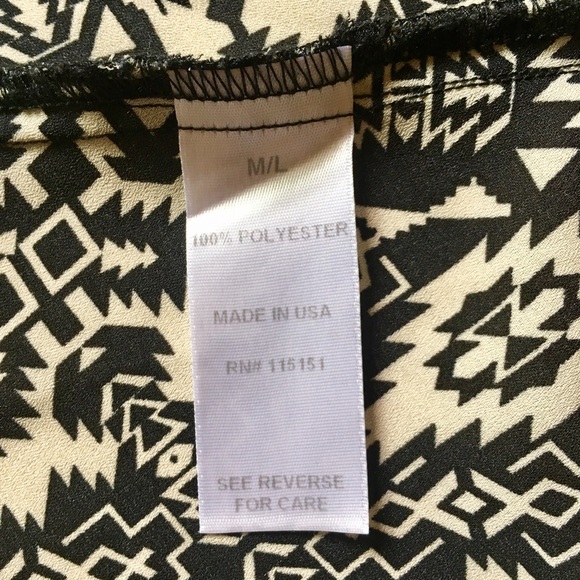 M/L
100% POLYESTER
MADE IN USA
RN# 115151
SEE REVERSE
FOR CARE